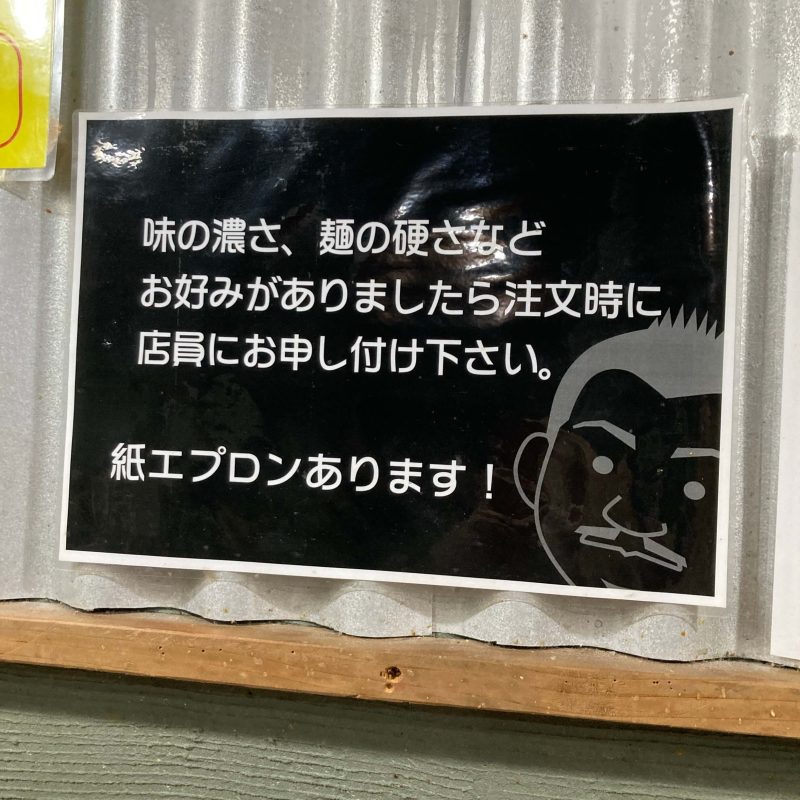 味の濃さ、麺の硬さなど
お好みがありましたら注文時に
店員にお申し付け下さい。
紙エプロンあります！